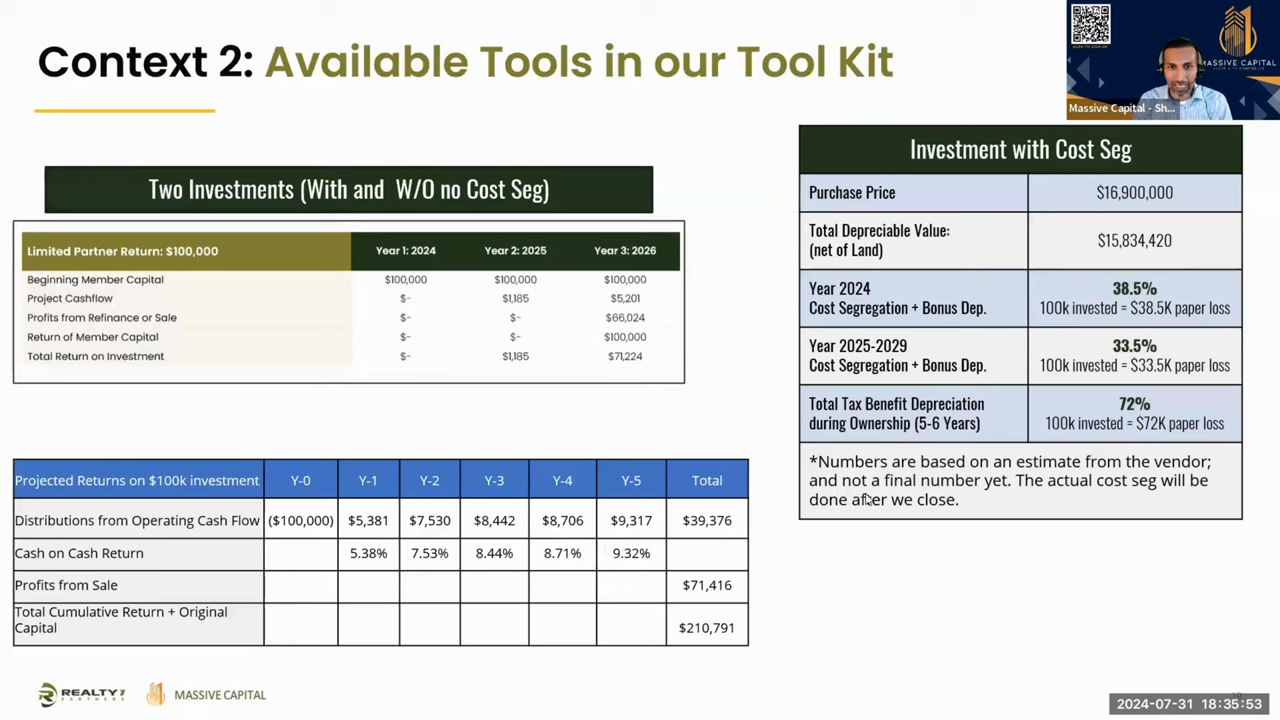 Context 2: Available Tools in our Tool Kit
MASSIVE CAPITAL
Massive Capital - Sh...
Two Investments (With and W/O no Cost Seg)
Limited Partner Return: $100,000 Year 1: 2024 Year 2: 2025 Year 3: 2026
Beginning Member Capital $100,000 $100,000 $100,000
Project Cashflow $- $1,185 $5,201
Profits from Refinance or Sale $- $- $66,024
Return of Member Capital $- $- $100,000
Total Return on Investment $- $1,185 $71,224
Investment with Cost Seg
Purchase Price $16,900,000
Total Depreciable Value:
(net of Land) $15,834,420
Year 2024 38.5%
Cost Segregation + Bonus Dep. 100k invested = $38.5K paper loss
Year 2025-2029 33.5%
Cost Segregation + Bonus Dep. 100k invested = $33.5K paper loss
Total Tax Benefit Depreciation 72%
during Ownership (5-6 Years) 100k invested = $72K paper loss
*Numbers are based on an estimate from the vendor;
and not a final number yet. The actual cost seg will be
done after we close.
Projected Returns on $100k investment Y-0 Y-1 Y-2 Y-3 Y-4 Y-5 Total
Distributions from Operating Cash Flow ($100,000) $5,381 $7,530 $8,442 $8,706 $9,317 $39,376
Cash on Cash Return 5.38% 7.53% 8.44% 8.71% 9.32%
Profits from Sale $71,416
Total Cumulative Return + Original
Capital $210,791
REALTY1
PARTNERS
MASSIVE CAPITAL
2024-07-31 18:35:53